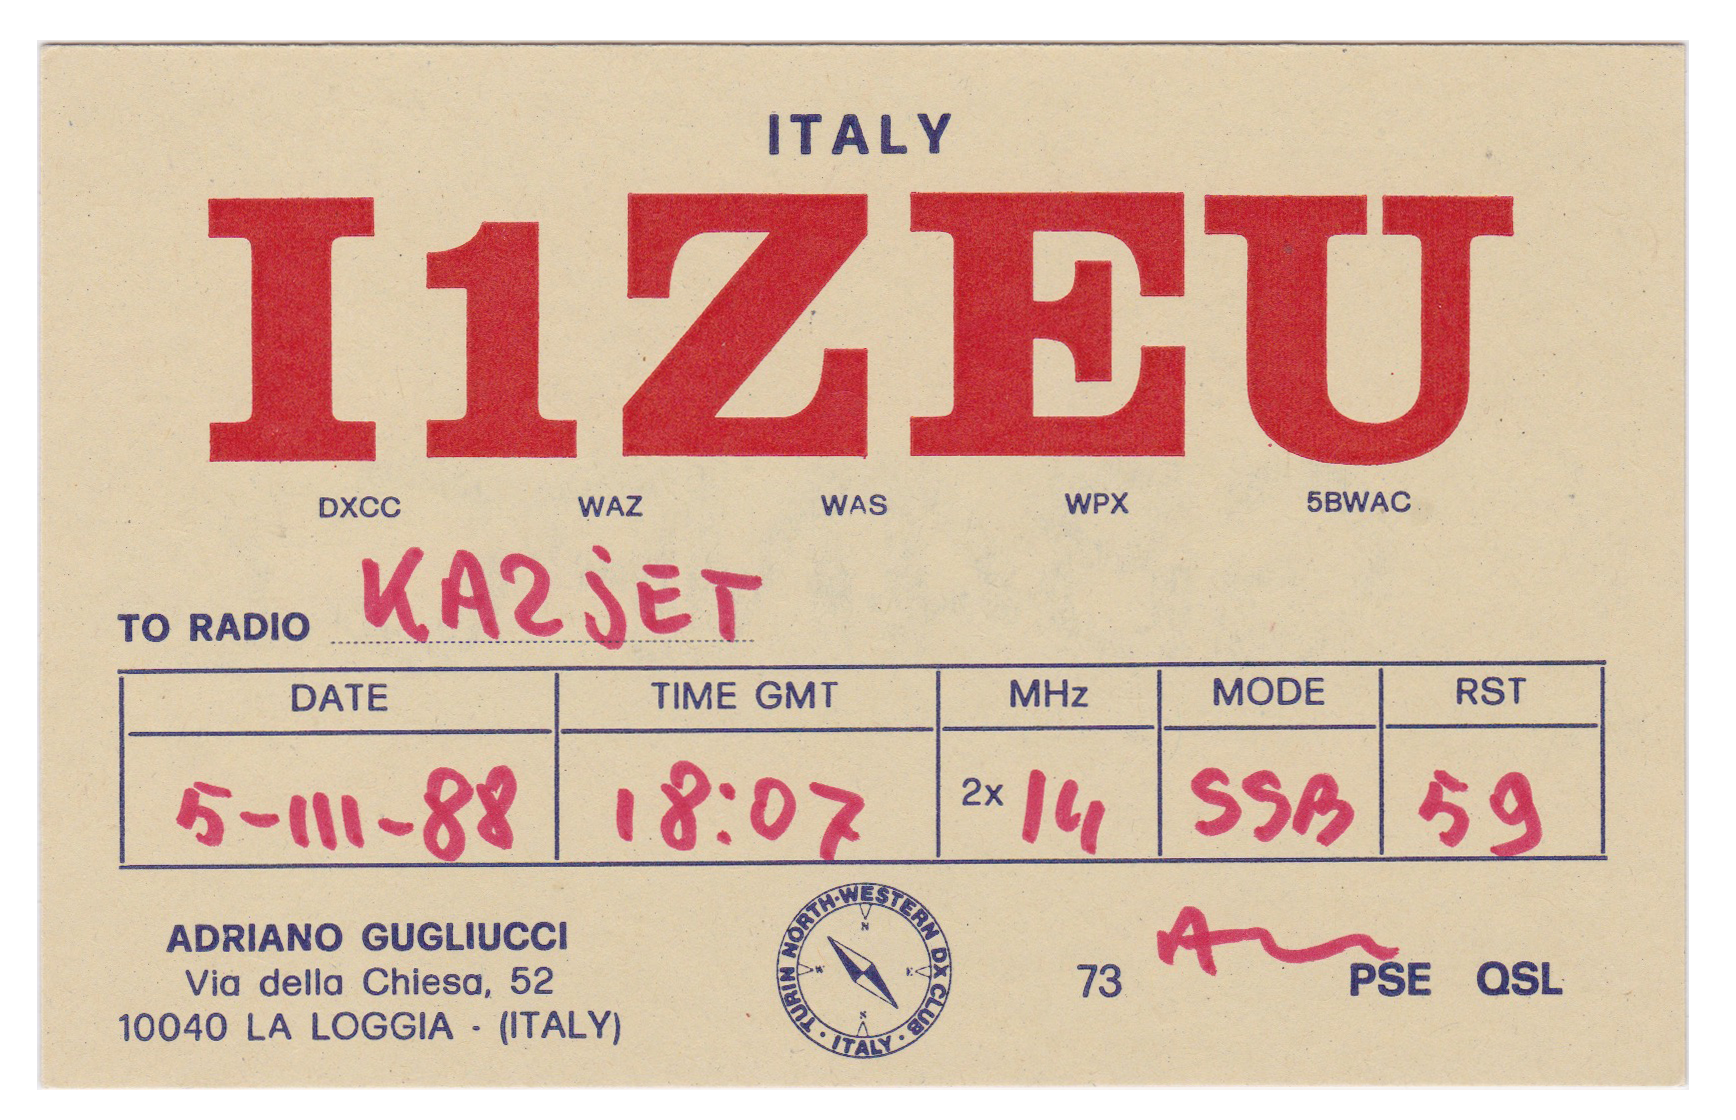 ITALY
I1ZEU
DXCC WAZ WAS WPX 5BWAC
TO RADIO KA2jET
DATE TIME GMT MHz MODE RST
5-III-88 18:07 2x 14 SSB 59
ADRIANO GUGLIUCCI
Via della Chiesa, 52
10040 LA LOGGIA - (ITALY)
TURIN NORTH-WESTERN DX CLUB · ITALY ·
N
W E
S
73 PSE QSL